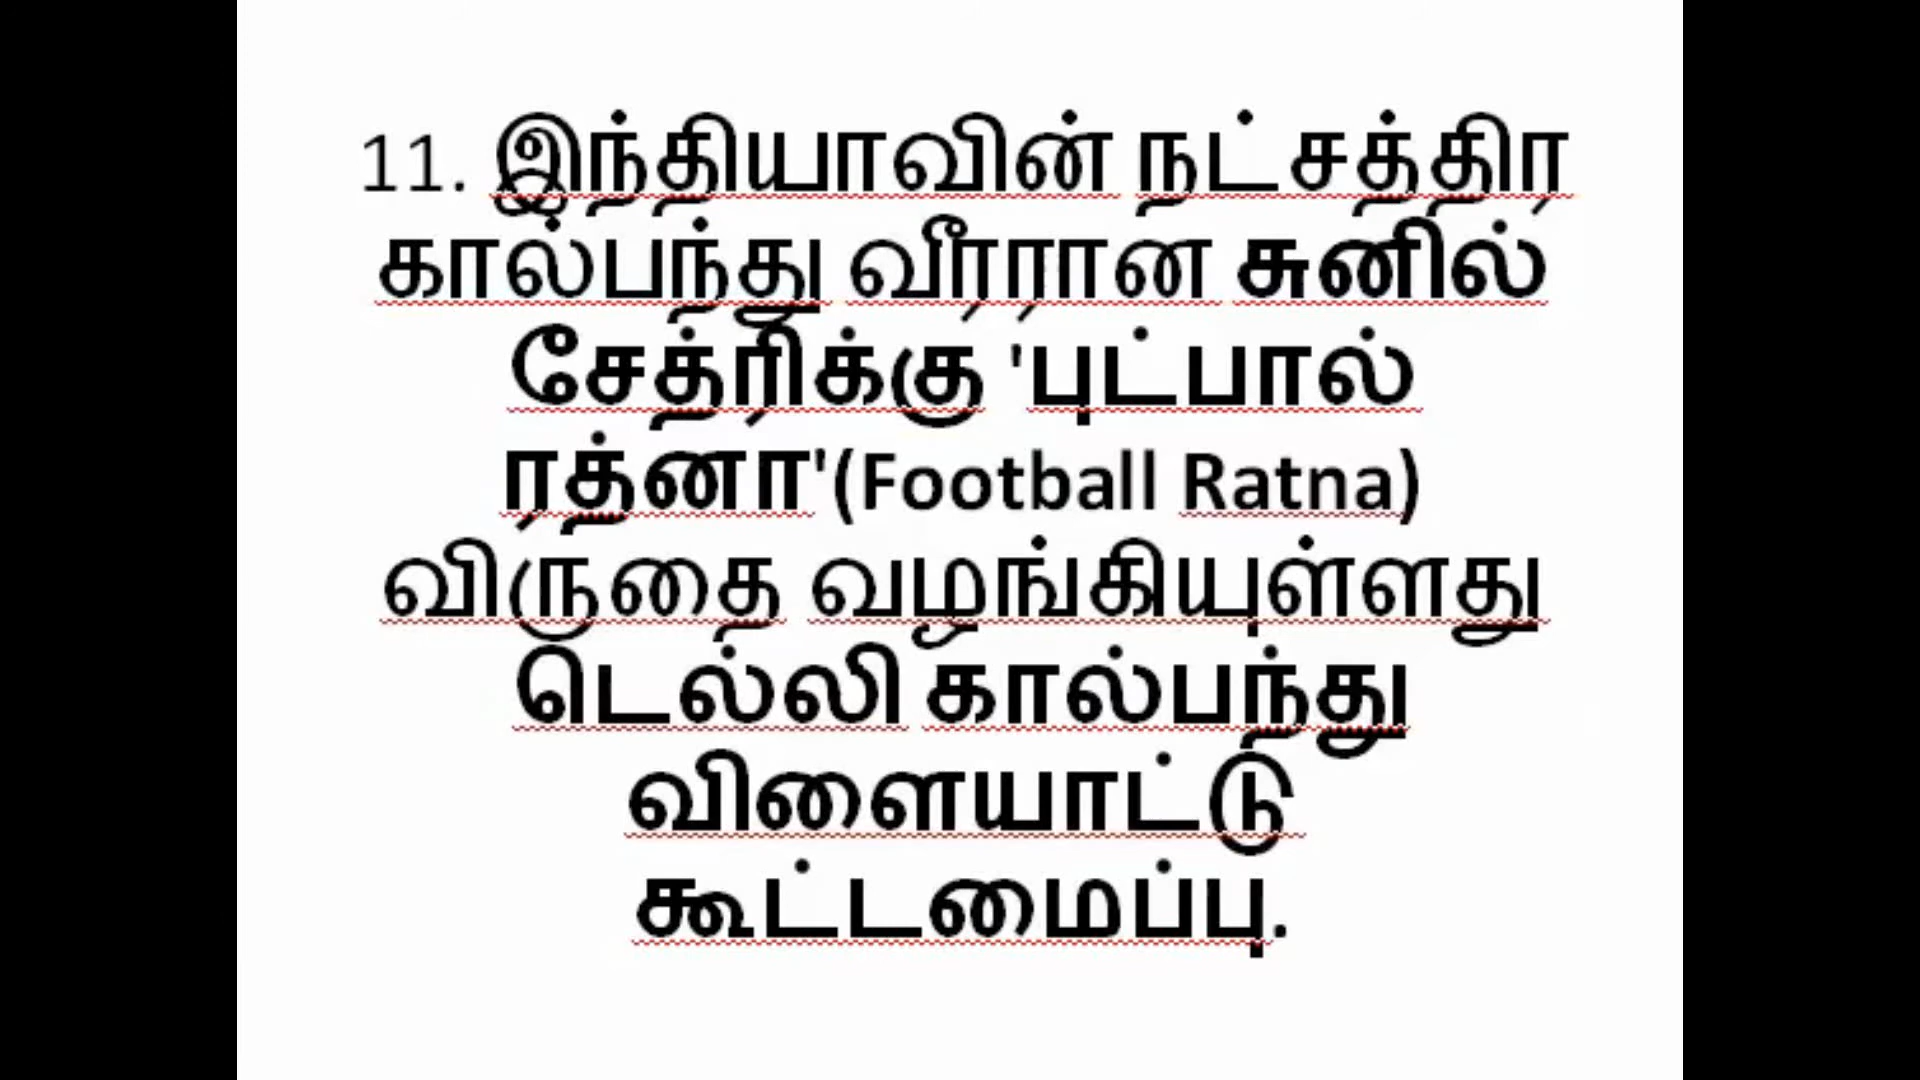 11. இந்தியாவின் நட்சத்திர
கால்பந்து வீரரான சுனில்
சேத்ரிக்கு 'புட்பால்
ரத்னா'(Football Ratna)
விருதை வழங்கியுள்ளது
டெல்லி கால்பந்து
விளையாட்டு
கூட்டமைப்பு.